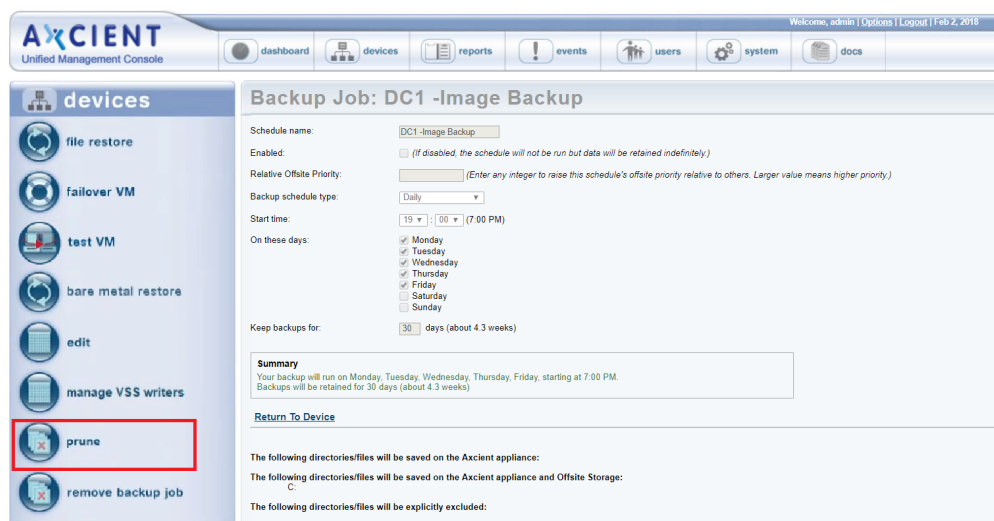 Welcome, admin | Options | Logout | Feb 2, 2018
AXCIENT
Unified Management Console
dashboard
devices
reports
events
users
system
docs
devices
file restore
failover VM
test VM
bare metal restore
edit
manage VSS writers
prune
remove backup job
Backup Job: DC1 -Image Backup
Schedule name: DC1 -Image Backup
Enabled: (If disabled, the schedule will not be run but data will be retained indefinitely.)
Relative Offsite Priority: (Enter any integer to raise this schedule's offsite priority relative to others. Larger value means higher priority.)
Backup schedule type: Daily
Start time: 19 : 00 (7:00 PM)
On these days: Monday
Tuesday
Wednesday
Thursday
Friday
Saturday
Sunday
Keep backups for: 30 days (about 4.3 weeks)
Summary
Your backup will run on Monday, Tuesday, Wednesday, Thursday, Friday, starting at 7:00 PM.
Backups will be retained for 30 days (about 4.3 weeks)
Return To Device
The following directories/files will be saved on the Axcient appliance:
The following directories/files will be saved on the Axcient appliance and Offsite Storage:
C:
The following directories/files will be explicitly excluded: